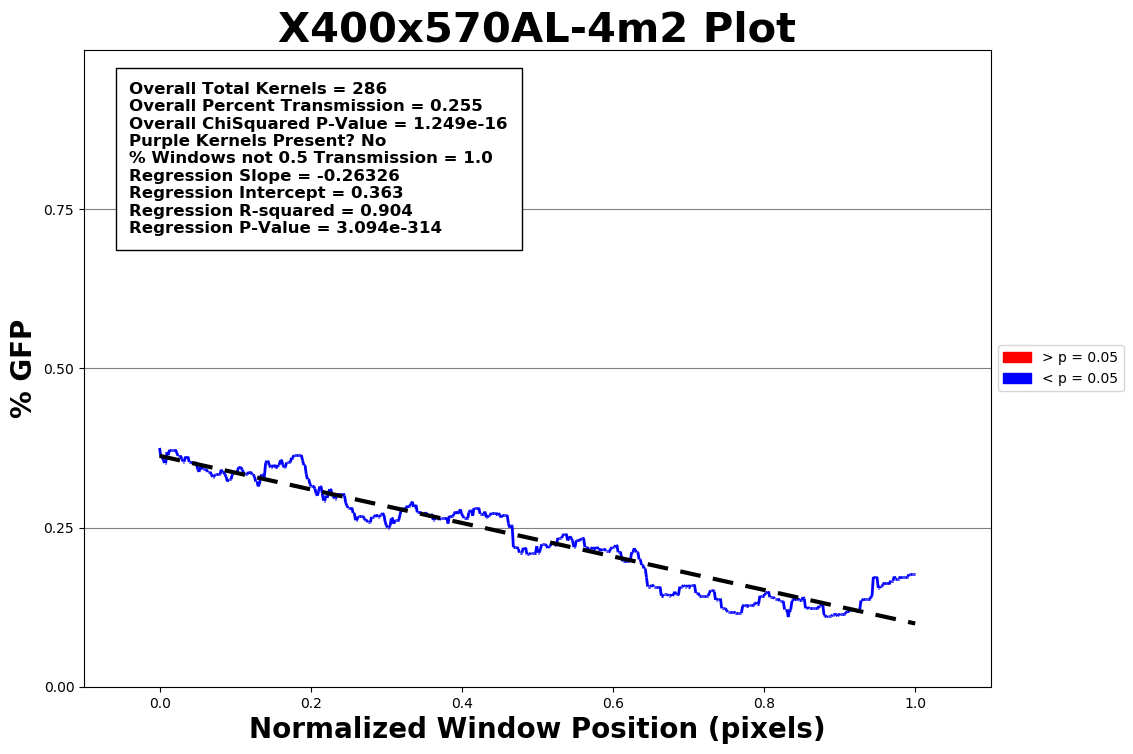 X400x570AL-4m2 Plot
Overall Total Kernels = 286
Overall Percent Transmission = 0.255
Overall ChiSquared P-Value = 1.249e-16
Purple Kernels Present? No
% Windows not 0.5 Transmission = 1.0
Regression Slope = -0.26326
Regression Intercept = 0.363
Regression R-squared = 0.904
Regression P-Value = 3.094e-314
0.75
0.50
0.25
0.00
% GFP
> p = 0.05
< p = 0.05
0.0 0.2 0.4 0.6 0.8 1.0
Normalized Window Position (pixels)